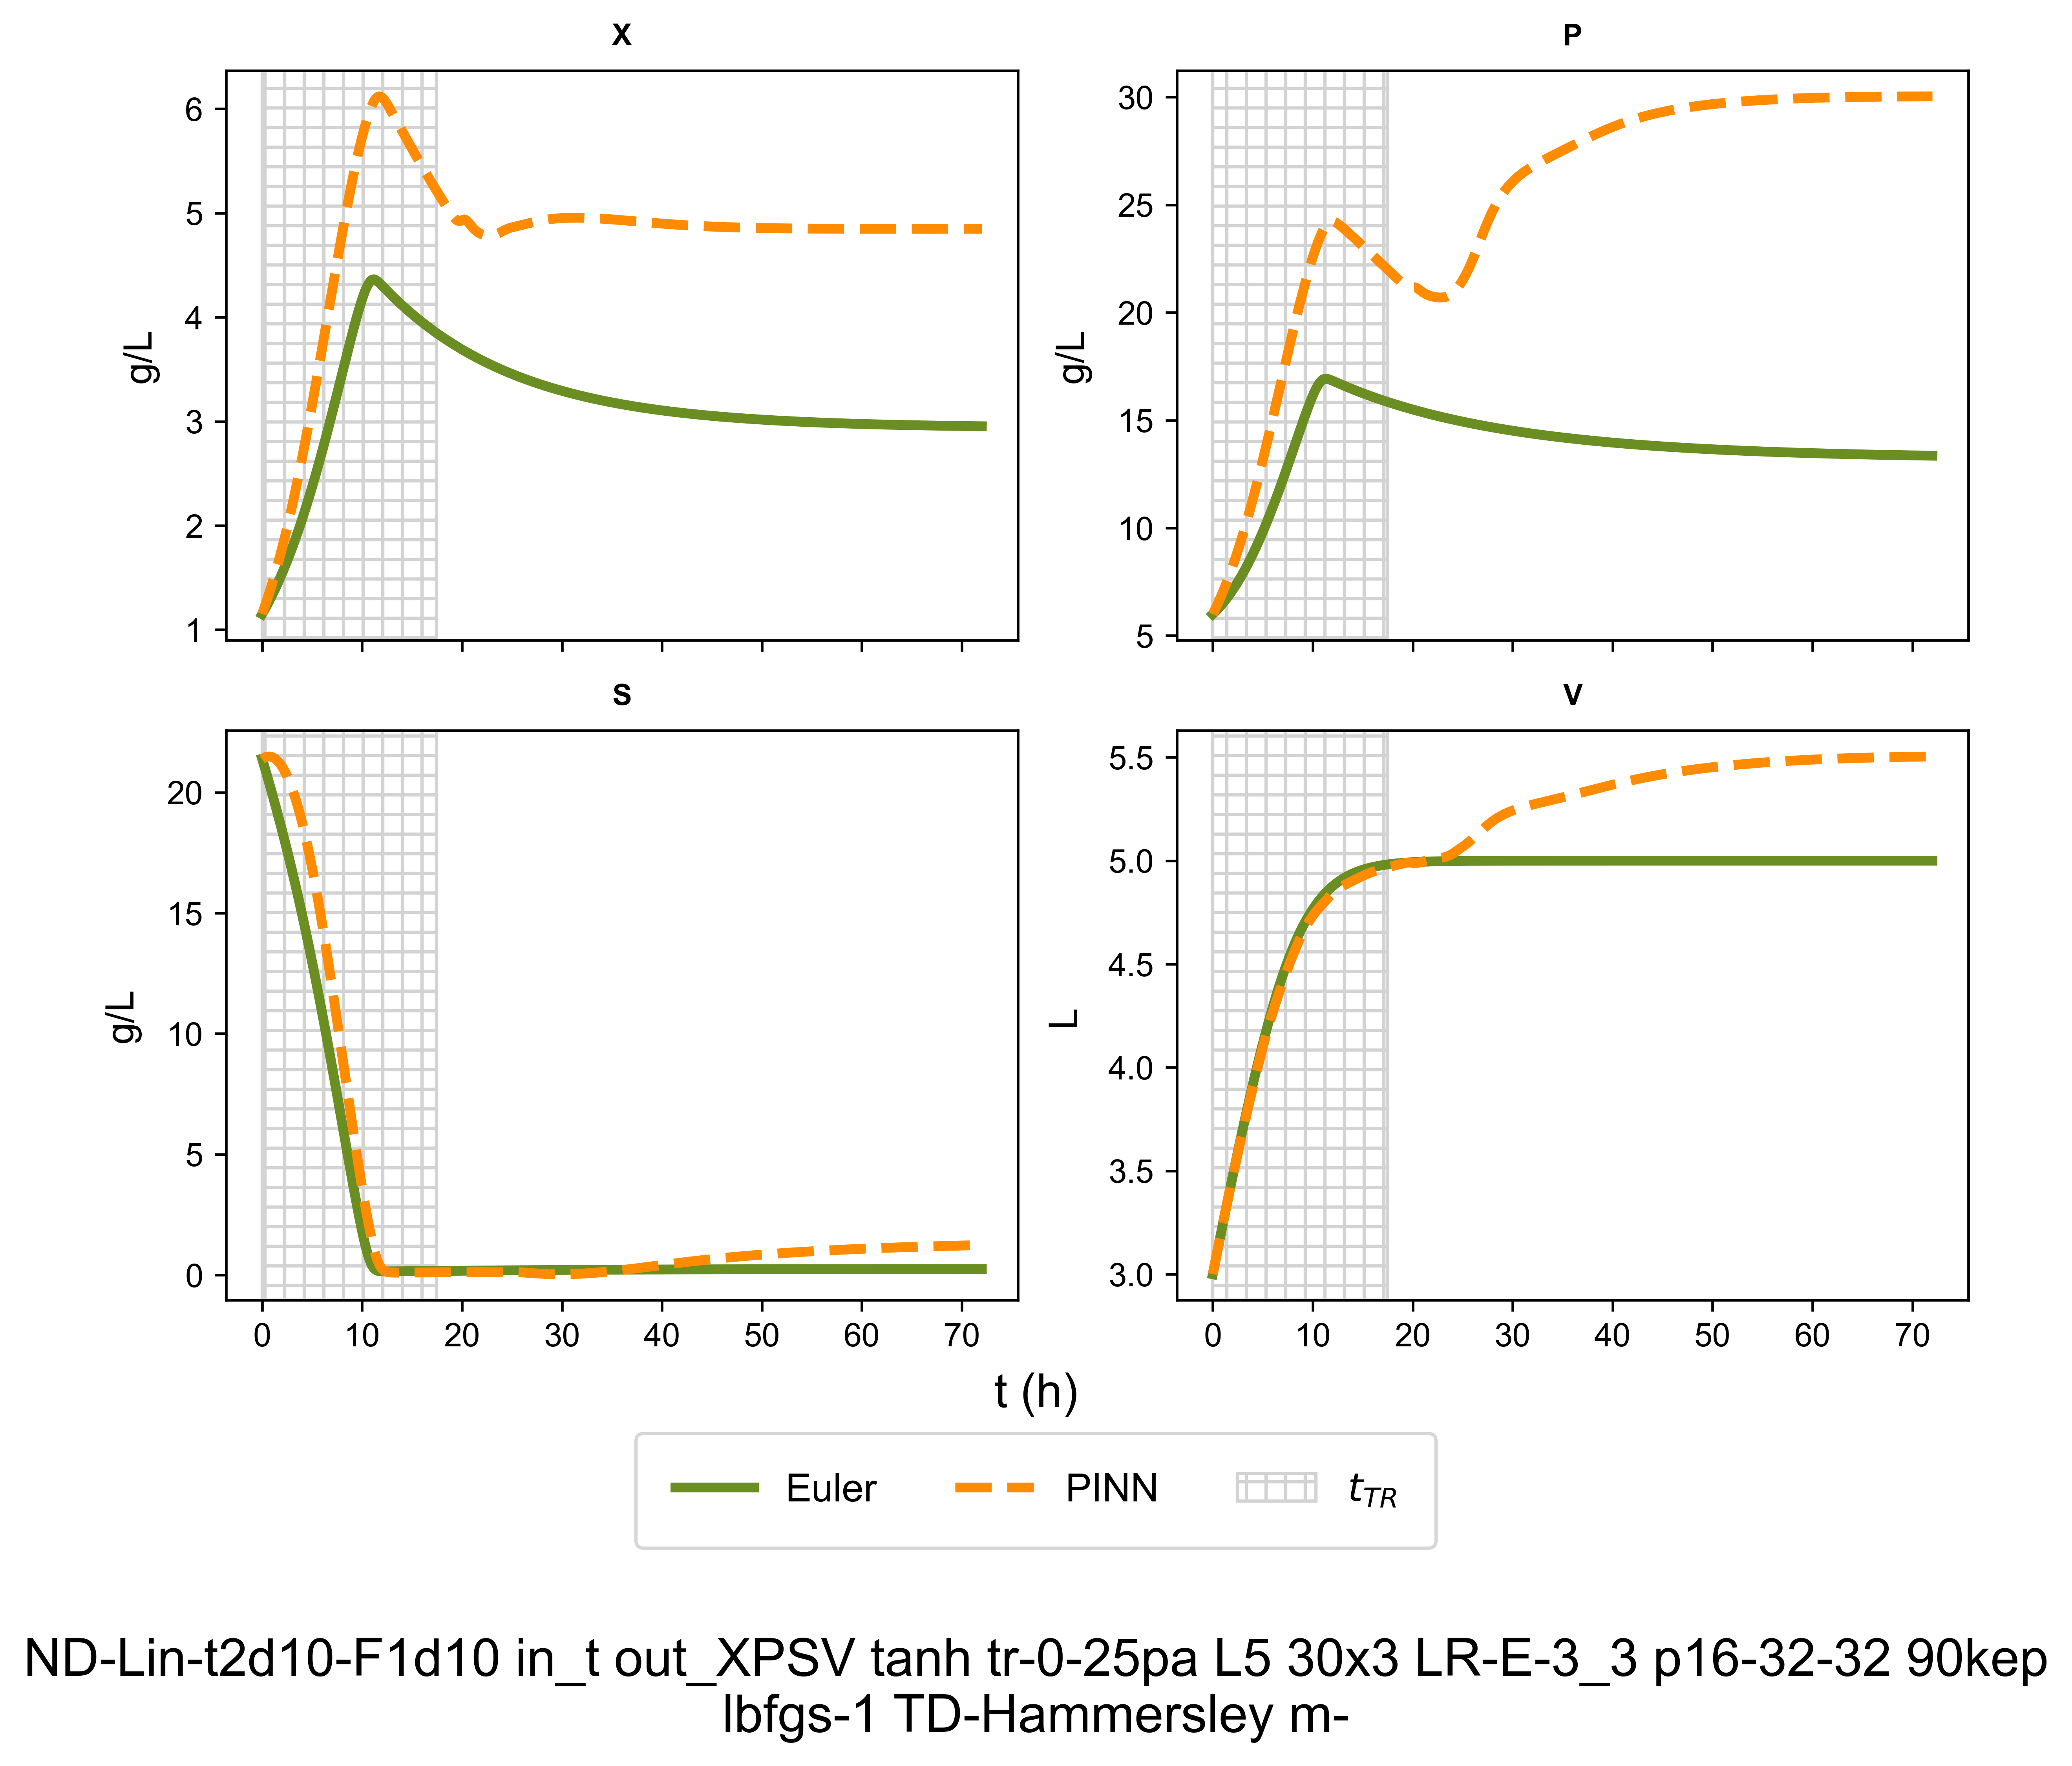 X
P
6
5
4
3
2
1
g/L
30
25
20
15
10
5
g/L
S
V
20
15
10
5
0
g/L
0 10 20 30 40 50 60 70
5.5
5.0
4.5
4.0
3.5
3.0
L
0 10 20 30 40 50 60 70
t (h)
Euler PINN t_TR
ND-Lin-t2d10-F1d10 in_t out_XPSV tanh tr-0-25pa L5 30x3 LR-E-3_3 p16-32-32 90kep
lbfgs-1 TD-Hammersley m-